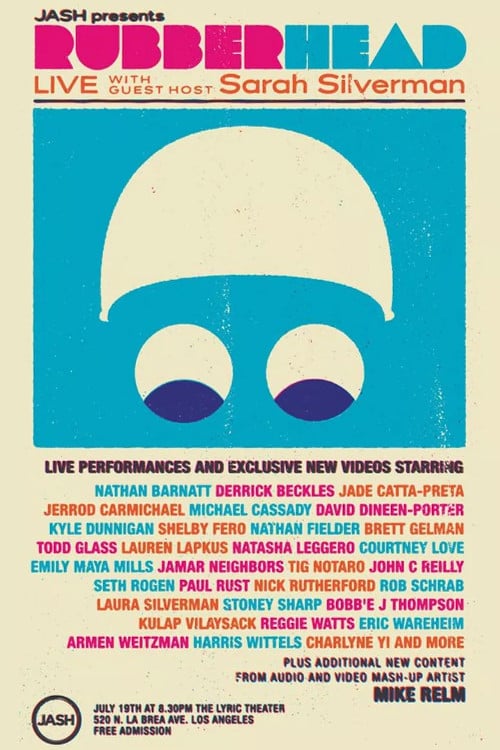 JASH presents
RUBBERHEAD
LIVE WITH GUEST HOST Sarah Silverman
LIVE PERFORMANCES AND EXCLUSIVE NEW VIDEOS STARRING
NATHAN BARNATT DERRICK BECKLES JADE CATTA-PRETA
JERROD CARMICHAEL MICHAEL CASSADY DAVID DINEEN-PORTER
KYLE DUNNIGAN SHELBY FERO NATHAN FIELDER BRETT GELMAN
TODD GLASS LAUREN LAPKUS NATASHA LEGGERO COURTNEY LOVE
EMILY MAYA MILLS JAMAR NEIGHBORS TIG NOTARO JOHN C REILLY
SETH ROGEN PAUL RUST NICK RUTHERFORD ROB SCHRAB
LAURA SILVERMAN STONEY SHARP BOBB'E J THOMPSON
KULAP VILAYSACK REGGIE WATTS ERIC WAREHEIM
ARMEN WEITZMAN HARRIS WITTELS CHARLYNE YI AND MORE
PLUS ADDITIONAL NEW CONTENT
FROM AUDIO AND VIDEO MASH-UP ARTIST
MIKE RELM
JASH
JULY 19TH AT 8.30PM THE LYRIC THEATER
520 N. LA BREA AVE. LOS ANGELES
FREE ADMISSION